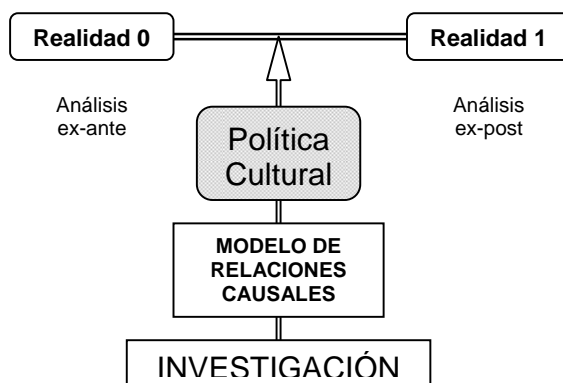 Realidad 0
Realidad 1
Análisis
ex-ante
Análisis
ex-post
Política
Cultural
MODELO DE
RELACIONES
CAUSALES
INVESTIGACIÓN